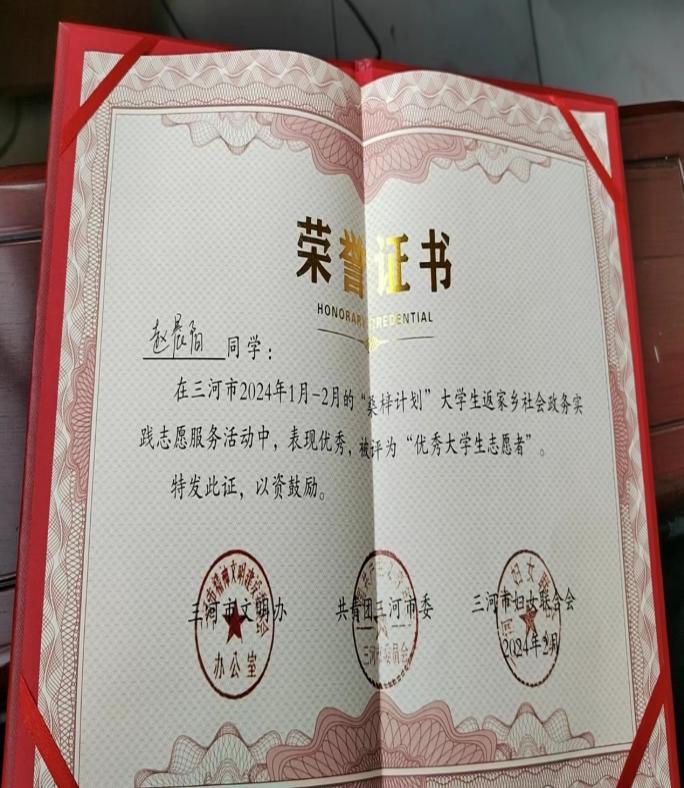 荣誉证书
HONORARY CREDENTIAL
赵晨 同学：
在三河市2024年1月-2月的“桑梓计划”大学生返家乡社会政务实
践志愿服务活动中，表现优秀，被评为“优秀大学生志愿者”。
特发此证，以资鼓励。
三河市文明办 共青团三河市委 三河市妇女联合会
办公室
2024年2月